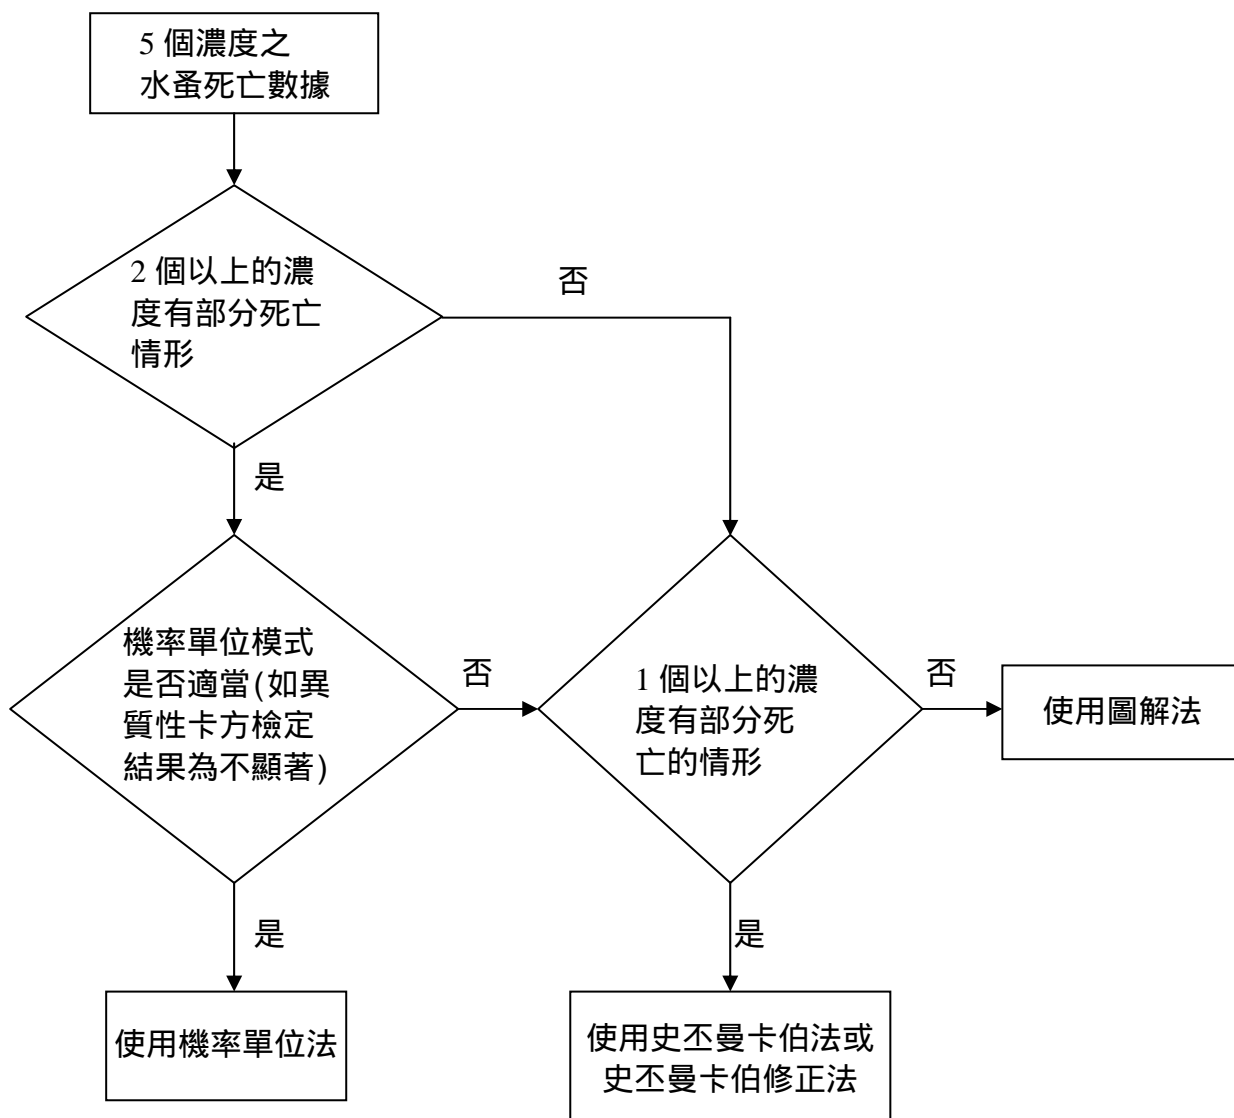 5 個濃度之
水蚤死亡數據
2 個以上的濃
度有部分死亡
情形
否
是
機率單位模式
是否適當(如異
質性卡方檢定
結果為不顯著)
否
1 個以上的濃
度有部分死
亡的情形
否
使用圖解法
是
是
使用機率單位法
使用史丕曼卡伯法或
史丕曼卡伯修正法